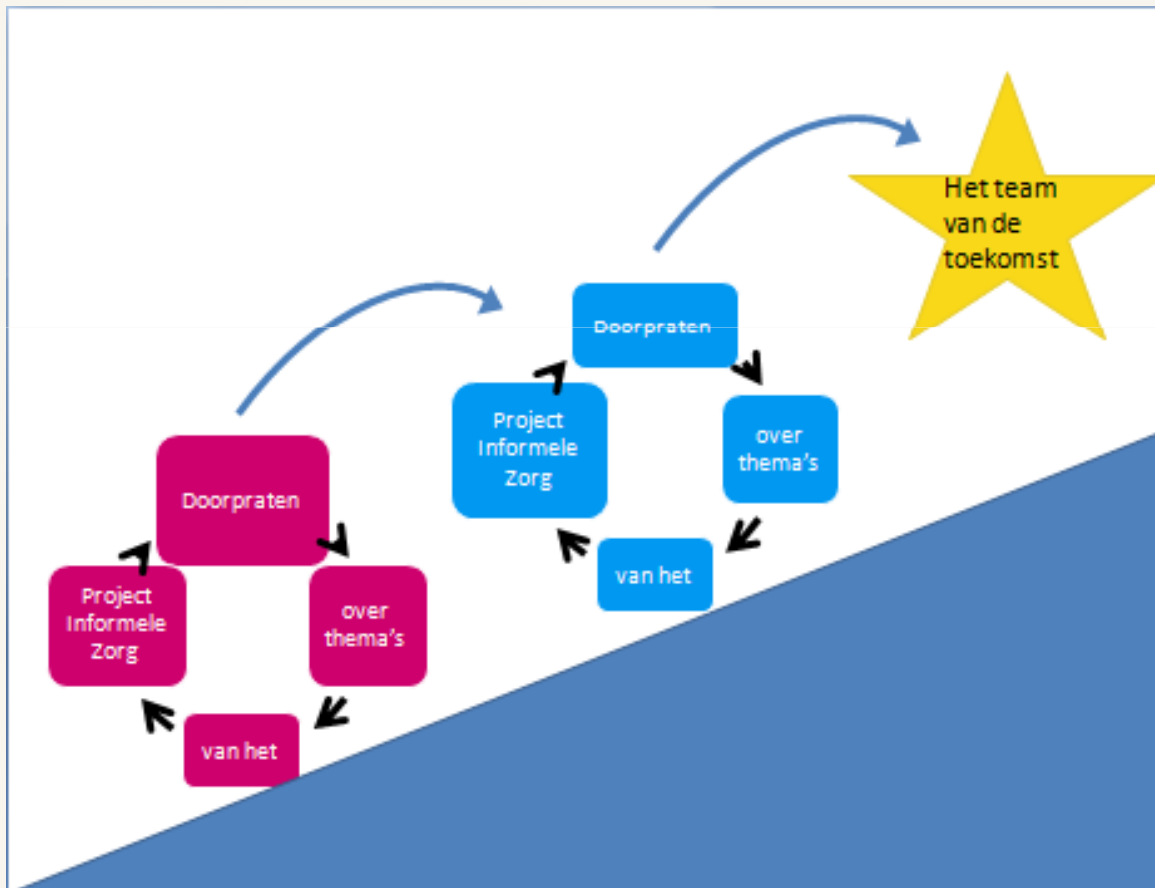 Het team
van de
toekomst
Doorpraten
Project
Informele
Zorg
over
thema's
van het
Doorpraten
Project
Informele
Zorg
over
thema's
van het